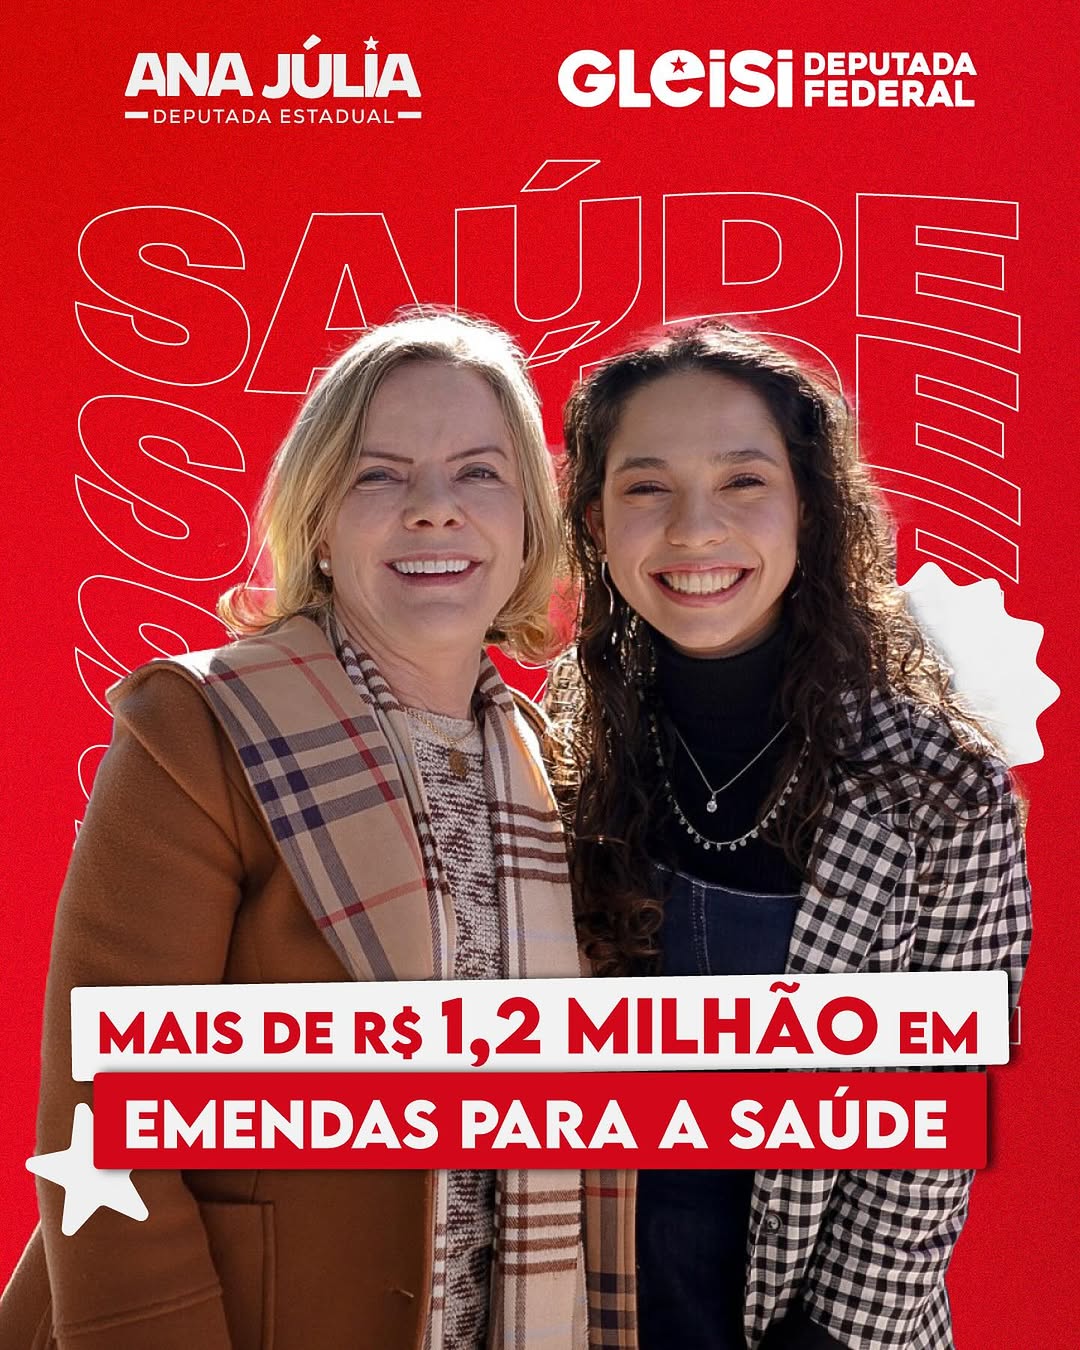 ANA JÚLIA
DEPUTADA ESTADUAL
GLeiSi DEPUTADA
FEDERAL
SAÚDE
MAIS DE R$ 1,2 MILHÃO EM
EMENDAS PARA A SAÚDE